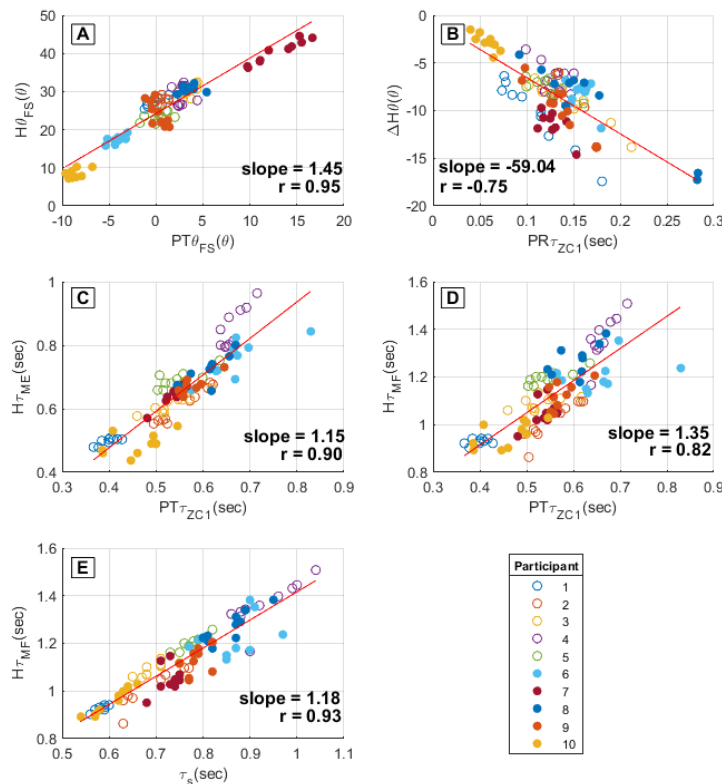 A
50
40
30
20
10
0
HθFS(θ)
-10 -5 0 5 10 15 20
PTθFS(θ)
slope = 1.45
r = 0.95
B
0
-5
-10
-15
-20
ΔHθ(θ)
0 0.05 0.1 0.15 0.2 0.25 0.3
PRτZC1(sec)
slope = -59.04
r = -0.75
C
1
0.8
0.6
0.4
HτME(sec)
0.3 0.4 0.5 0.6 0.7 0.8 0.9
PTτZC1(sec)
slope = 1.15
r = 0.90
D
1.6
1.4
1.2
1
0.8
HτMF(sec)
0.3 0.4 0.5 0.6 0.7 0.8 0.9
PTτZC1(sec)
slope = 1.35
r = 0.82
E
1.6
1.4
1.2
1
0.8
HτMF(sec)
0.5 0.6 0.7 0.8 0.9 1 1.1
τs(sec)
slope = 1.18
r = 0.93
Participant
1
2
3
4
5
6
7
8
9
10